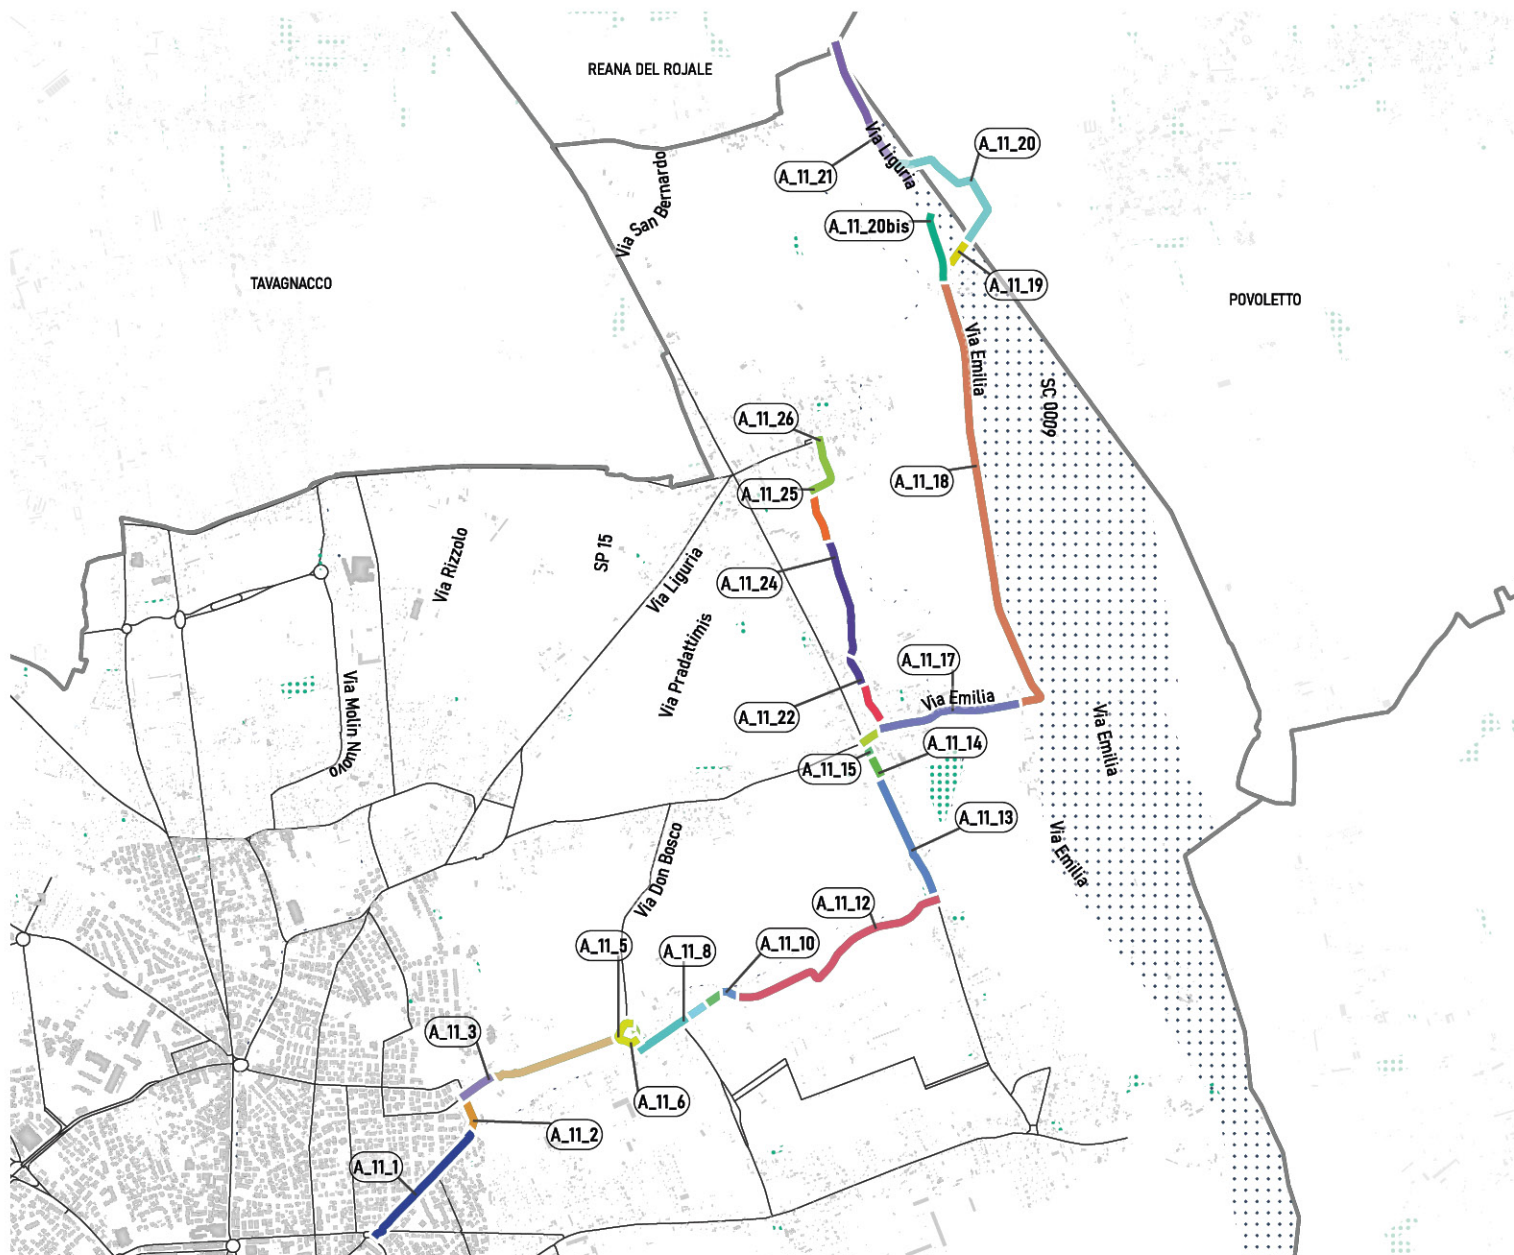 REANA DEL ROJALE
A_11_20
Via Liguria
A_11_21
Via San Bernardo
A_11_20bis
TAVAGNACCO
A_11_19
POVOLETTO
Via Emilia
SC 0009
A_11_26
A_11_18
A_11_25
Via Rizzolo
SP 15
Via Liguria
A_11_24
Via Pradattimis
A_11_17
Via Emilia
Via Molin Nuovo
A_11_22
Via Emilia
A_11_14
A_11_15
A_11_13
Via Emilia
Via Don Bosco
A_11_12
A_11_5
A_11_8
A_11_10
A_11_3
A_11_6
A_11_2
A_11_1